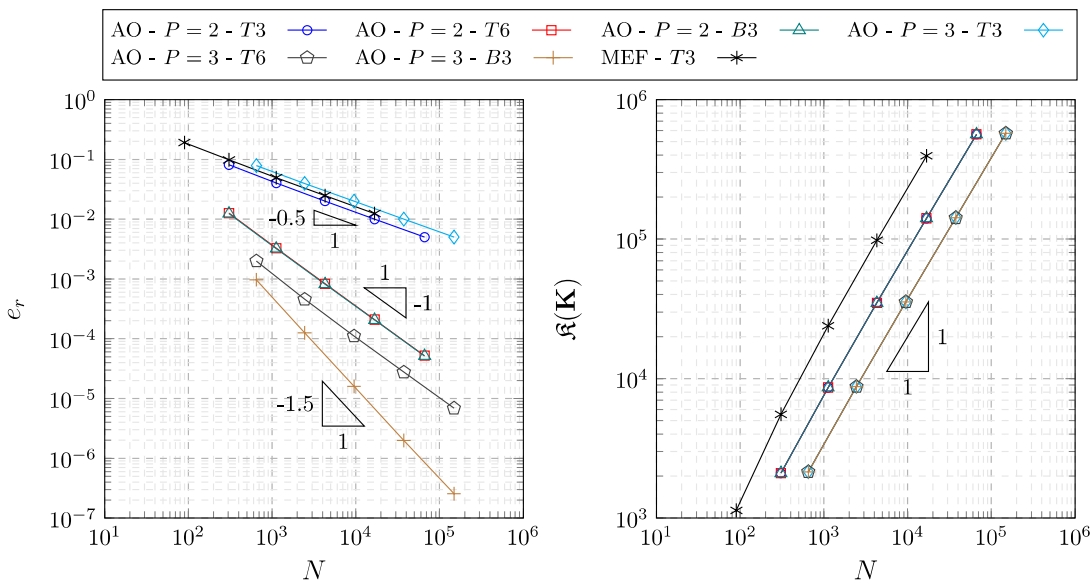 AO - P = 2 - T3 AO - P = 2 - T6 AO - P = 2 - B3 AO - P = 3 - T3
AO - P = 3 - T6 AO - P = 3 - B3 MEF - T3
10^0
10^-1
10^-2
10^-3
10^-4
10^-5
10^-6
10^-7
e_r
-0.5
1
1
-1
-1.5
1
10^1 10^2 10^3 10^4 10^5 10^6
N
10^6
10^5
10^4
10^3
𝔎(𝐊)
1
1
10^1 10^2 10^3 10^4 10^5 10^6
N